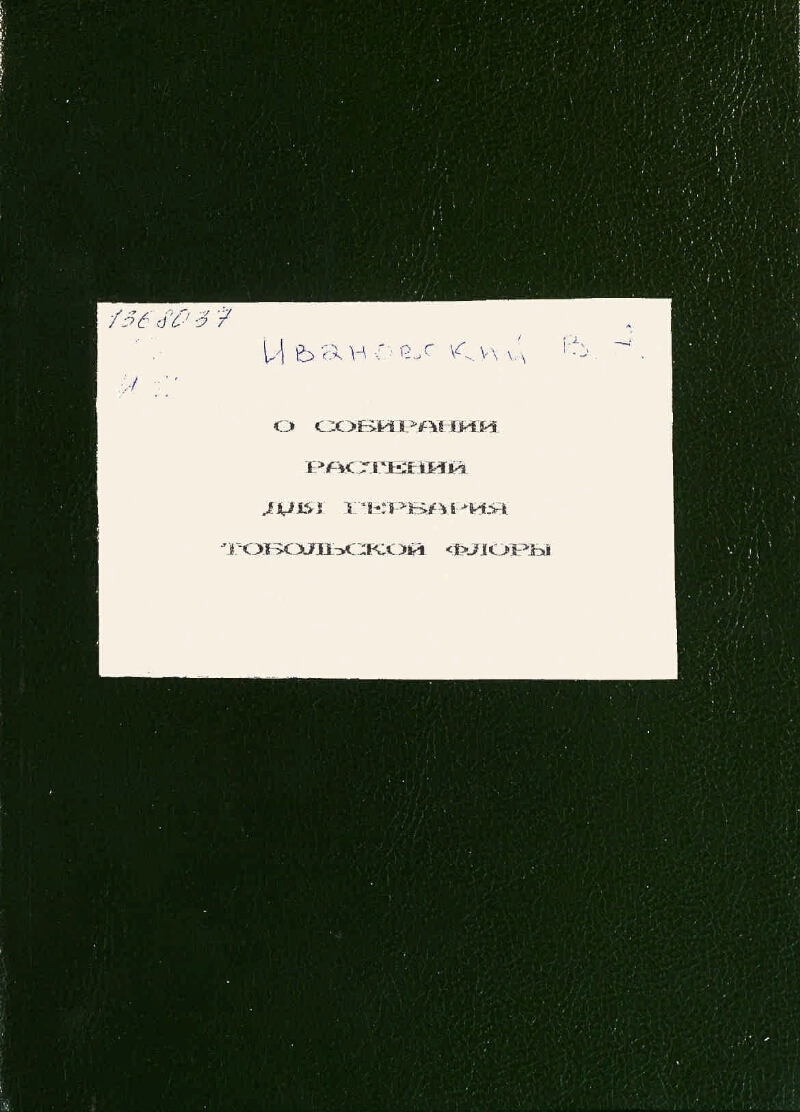 1368037
Ивановский В.
О СОБИРАНИИ
РАСТЕНИЙ
ДЛЯ ГЕРБАРИЯ
ТОБОЛЬСКОЙ ФЛОРЫ